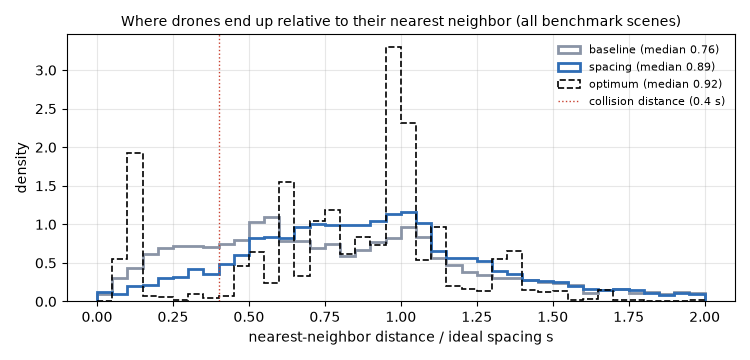 Where drones end up relative to their nearest neighbor (all benchmark scenes)
baseline (median 0.76)
spacing (median 0.89)
optimum (median 0.92)
collision distance (0.4 s)
density
3.0
2.5
2.0
1.5
1.0
0.5
0.0
0.00 0.25 0.50 0.75 1.00 1.25 1.50 1.75 2.00
nearest-neighbor distance / ideal spacing s